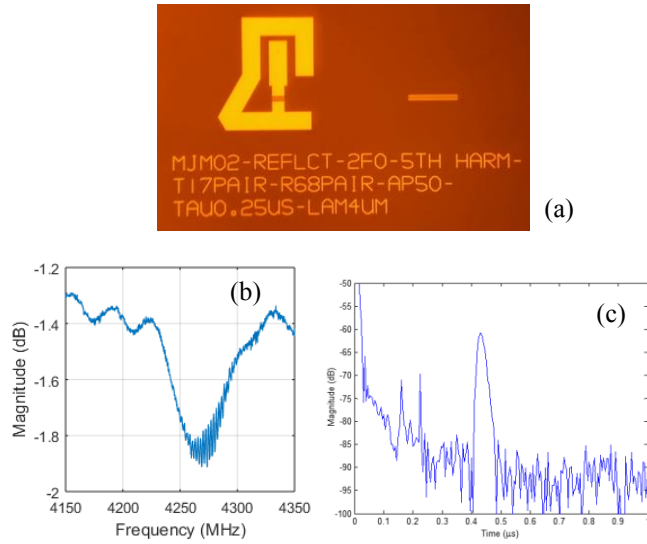 MJM02-REFLCT-2F0-5TH HARM-
T17PAIR-R68PAIR-AP50-
TAU0.25US-LAM4UM
(a)
(b)
-1.2
-1.4
-1.6
-1.8
-2
Magnitude (dB)
4150 4200 4250 4300 4350
Frequency (MHz)
(c)
-50
-55
-60
-65
-70
-75
-80
-85
-90
-95
-100
Magnitude (dB)
0 0.1 0.2 0.3 0.4 0.5 0.6 0.7 0.8 0.9
Time (µs)